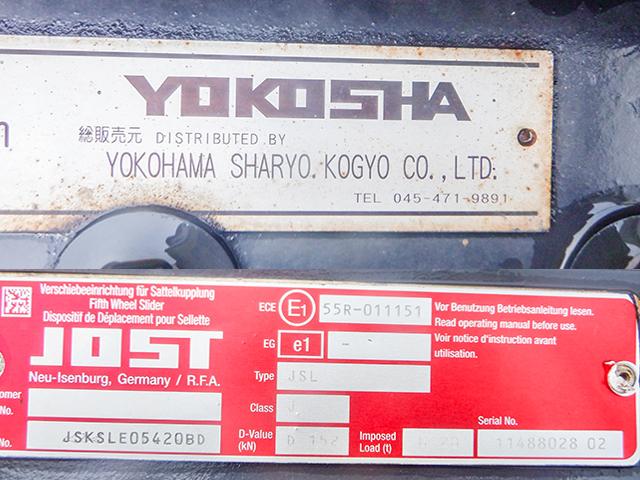 YOKOSHA
総販売元 DISTRIBUTED BY
YOKOHAMA SHARYO. KOGYO CO., LTD.
TEL 045-471-9891
Verschiebeeinrichtung für Sattelkupplung
Fifth Wheel Slider
Dispositif de Déplacement pour Sellette
JOST
Neu-Isenburg, Germany / R.F.A.
omer
No.
No. JSKSLE05420BD
ECE E1 55R-011151
EG e1 -
Type JSL
Class J
D-Value (kN) D 152
Imposed Load (t)
Vor Benutzung Betriebsanleitung lesen.
Read operating manual before use.
Voir notice d'instruction avant
utilisation.
Serial No.
11488028 02